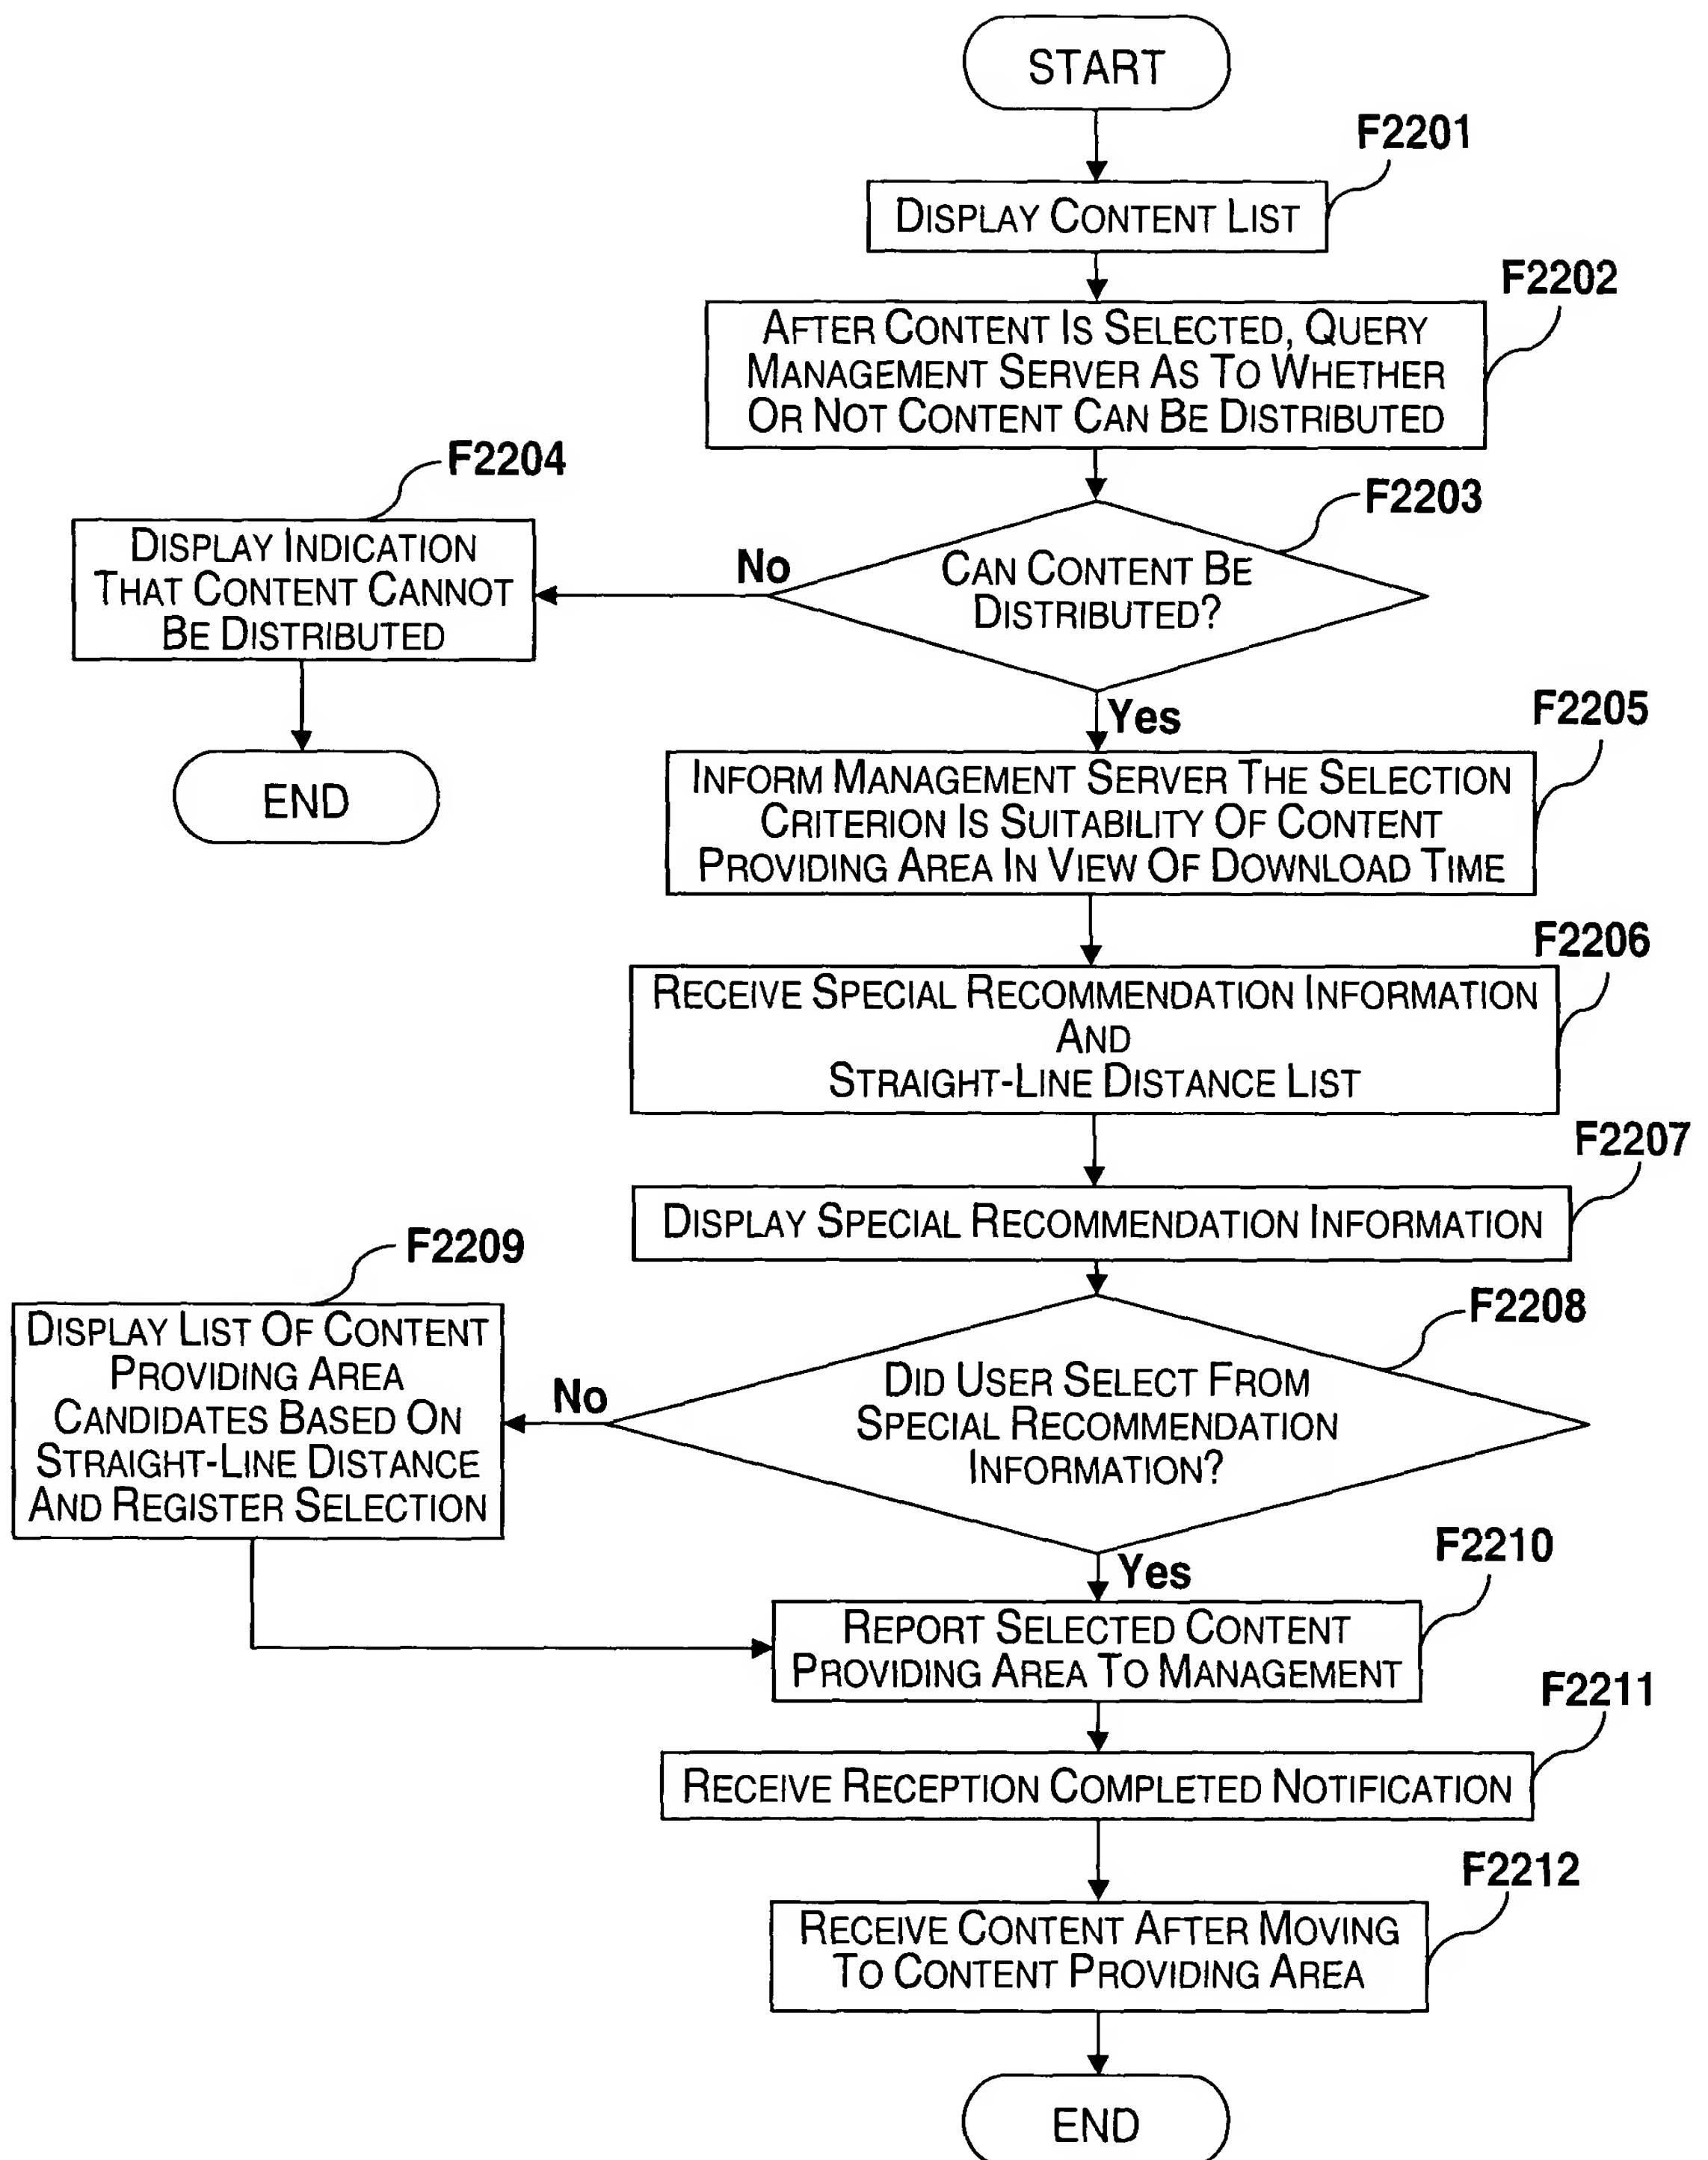 START
F2201
DISPLAY CONTENT LIST
F2202
AFTER CONTENT IS SELECTED, QUERY
MANAGEMENT SERVER AS TO WHETHER
OR NOT CONTENT CAN BE DISTRIBUTED
F2204
F2203
DISPLAY INDICATION
THAT CONTENT CANNOT
BE DISTRIBUTED
No
CAN CONTENT BE
DISTRIBUTED?
Yes
END
F2205
INFORM MANAGEMENT SERVER THE SELECTION
CRITERION IS SUITABILITY OF CONTENT
PROVIDING AREA IN VIEW OF DOWNLOAD TIME
F2206
RECEIVE SPECIAL RECOMMENDATION INFORMATION
AND
STRAIGHT-LINE DISTANCE LIST
F2207
DISPLAY SPECIAL RECOMMENDATION INFORMATION
F2209
F2208
DISPLAY LIST OF CONTENT
PROVIDING AREA
CANDIDATES BASED ON
STRAIGHT-LINE DISTANCE
AND REGISTER SELECTION
No
DID USER SELECT FROM
SPECIAL RECOMMENDATION
INFORMATION?
Yes
F2210
REPORT SELECTED CONTENT
PROVIDING AREA TO MANAGEMENT
F2211
RECEIVE RECEPTION COMPLETED NOTIFICATION
F2212
RECEIVE CONTENT AFTER MOVING
TO CONTENT PROVIDING AREA
END